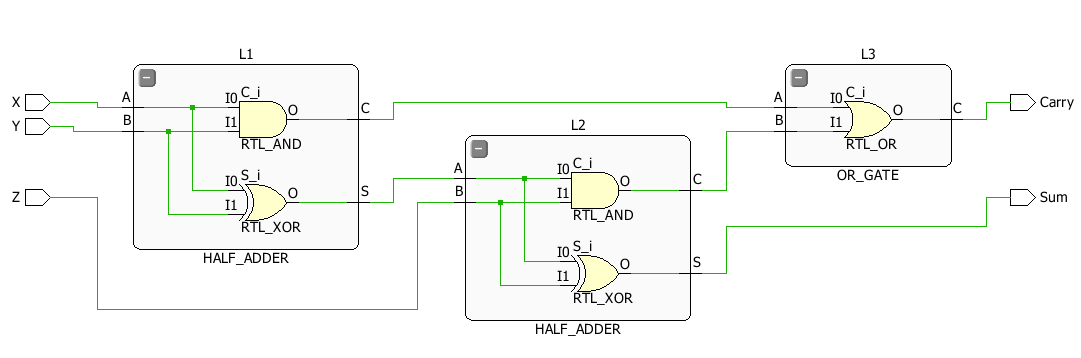 L1
L3
X
A
I0
C_i
O
C
A
I0
C_i
O
C
Carry
Y
B
I1
RTL_AND
L2
B
I1
RTL_OR
OR_GATE
Z
I0
S_i
O
S
I1
RTL_XOR
HALF_ADDER
A
I0
C_i
O
C
B
I1
RTL_AND
Sum
I0
S_i
O
S
I1
RTL_XOR
HALF_ADDER